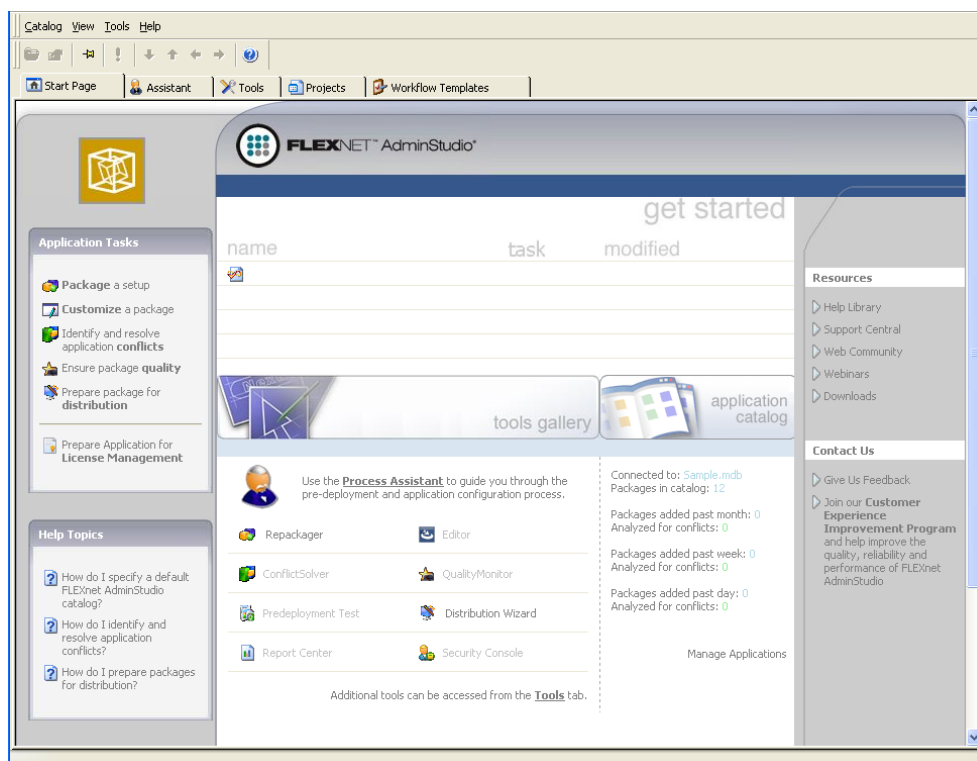 Catalog View Tools Help
Start Page Assistant Tools Projects Workflow Templates
FLEXNET™ AdminStudio®
get started
name task modified
Application Tasks
Package a setup
Customize a package
Identify and resolve
application conflicts
Ensure package quality
Prepare package for
distribution
Prepare Application for
License Management
Help Topics
How do I specify a default
FLEXnet AdminStudio
catalog?
How do I identify and
resolve application
conflicts?
How do I prepare packages
for distribution?
tools gallery
application
catalog
Use the Process Assistant to guide you through the
pre-deployment and application configuration process.
Repackager Editor
ConflictSolver QualityMonitor
Predeployment Test Distribution Wizard
Report Center Security Console
Additional tools can be accessed from the Tools tab.
Connected to: Sample.mdb
Packages in catalog: 12
Packages added past month: 0
Analyzed for conflicts: 0
Packages added past week: 0
Analyzed for conflicts: 0
Packages added past day: 0
Analyzed for conflicts: 0
Manage Applications
Resources
Help Library
Support Central
Web Community
Webinars
Downloads
Contact Us
Give Us Feedback
Join our Customer
Experience
Improvement Program
and help improve the
quality, reliability and
performance of FLEXnet
AdminStudio